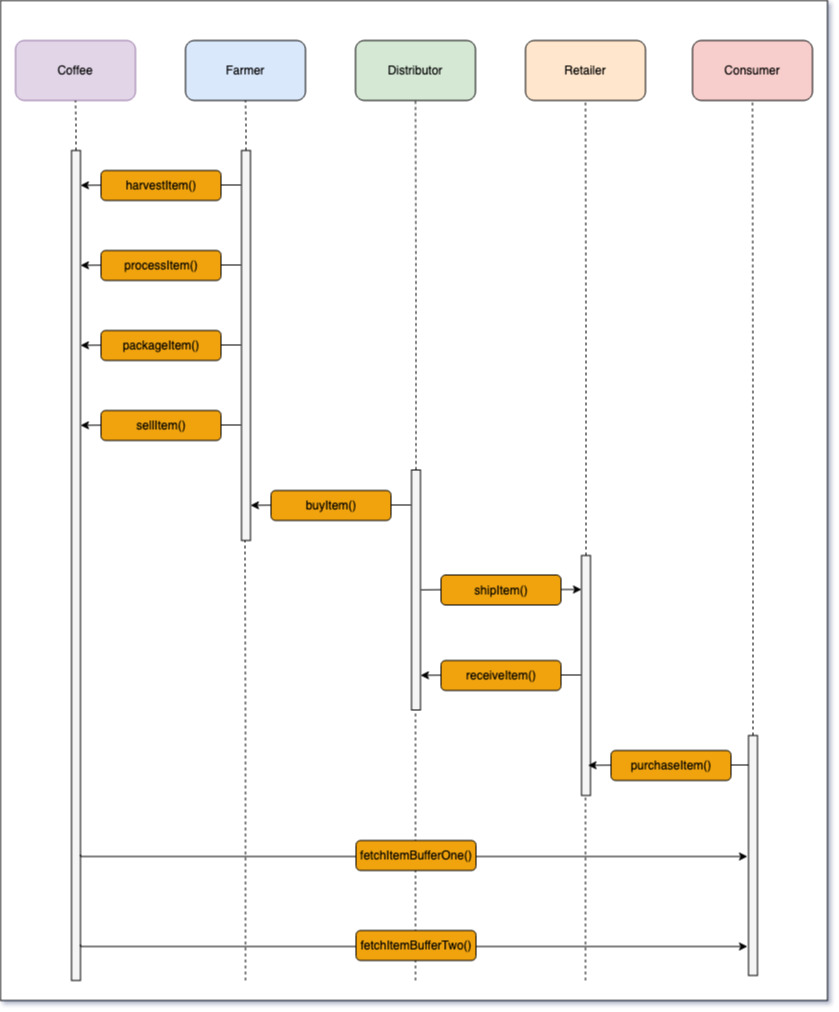 Coffee
Farmer
Distributor
Retailer
Consumer
harvestItem()
processItem()
packageItem()
sellItem()
buyItem()
shipItem()
receiveItem()
purchaseItem()
fetchItemBufferOne()
fetchItemBufferTwo()